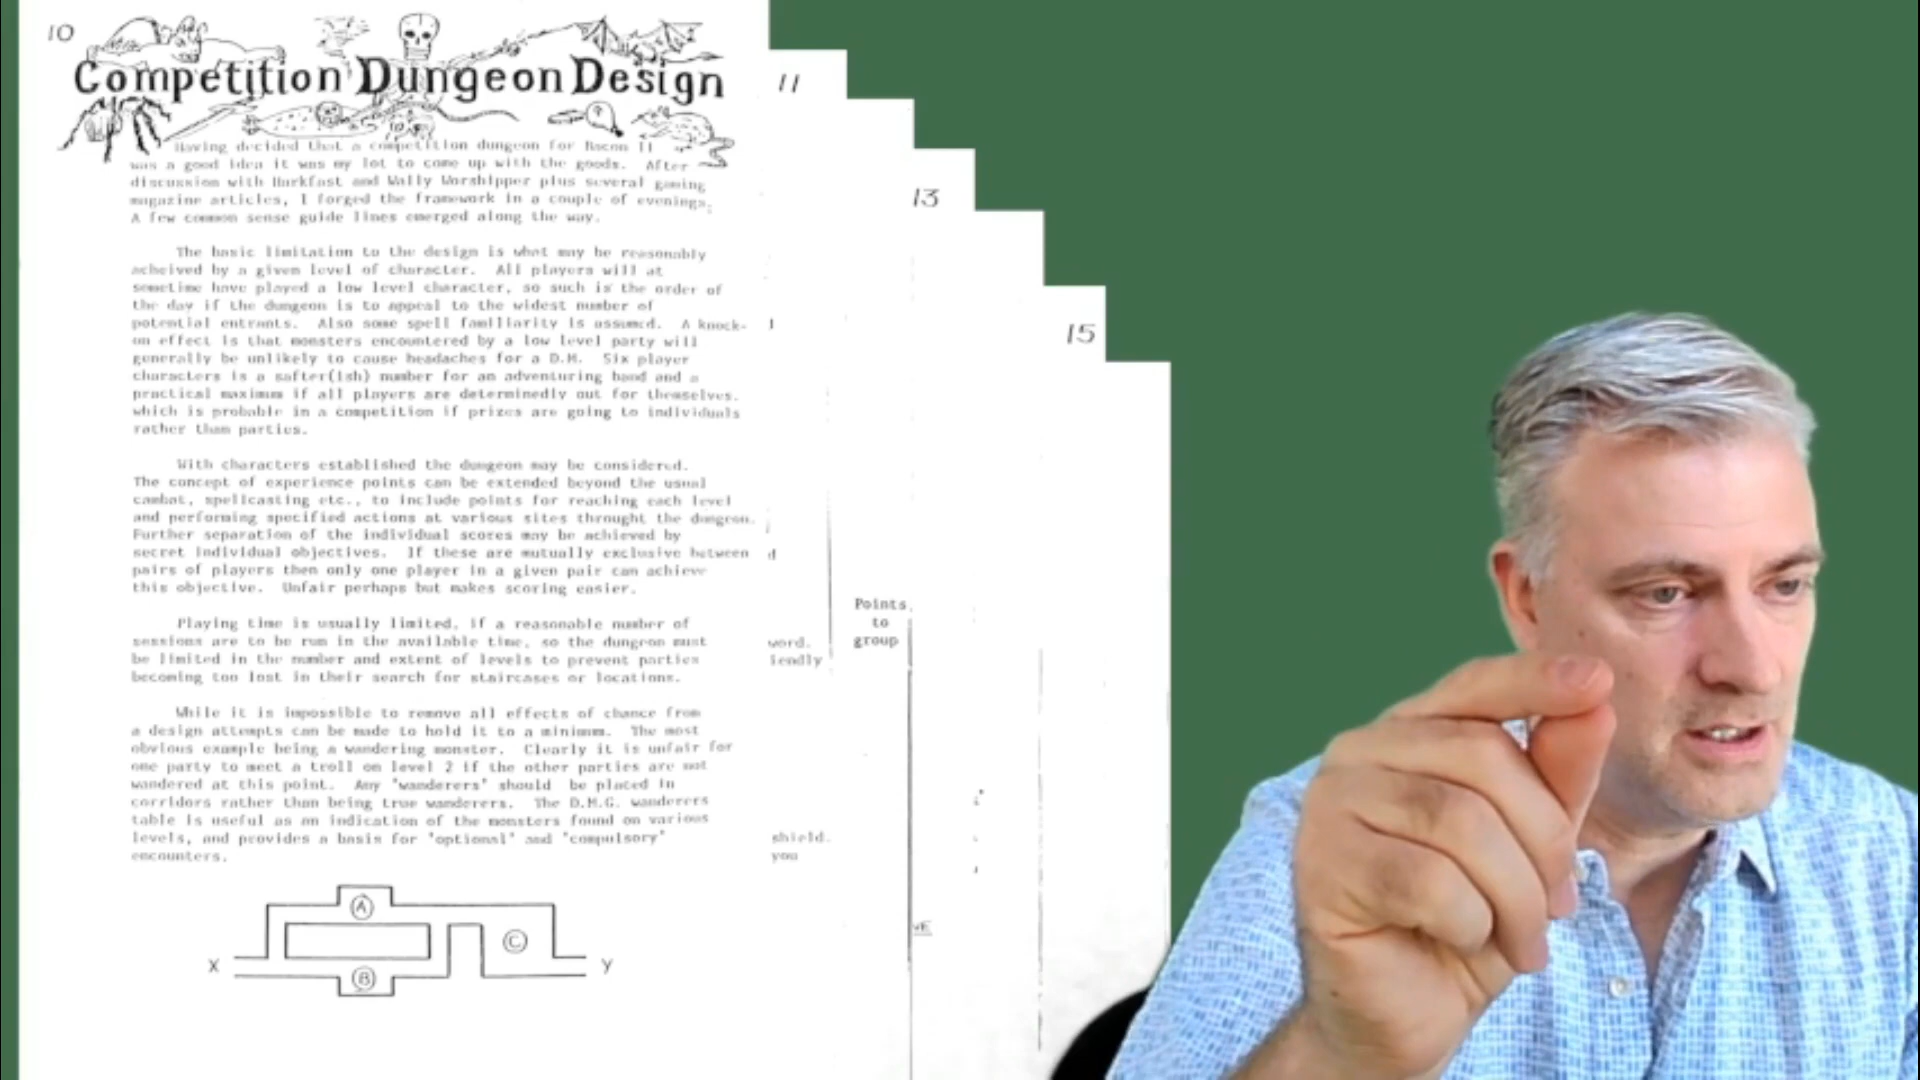 10
Competition Dungeon Design
Having decided that a competition dungeon for Bacon II
was a good idea it was my lot to come up with the goods. After
discussion with Harkfast and Wally Worshipper plus several gaming
magazine articles, I forged the framework in a couple of evenings.
A few common sense guide lines emerged along the way.
The basic limitation to the design is what may be reasonably
acheived by a given level of character. All players will at
sometime have played a low level character, so such is the order of
the day if the dungeon is to appeal to the widest number of
potential entrants. Also some spell familiarity is assumed. A knock-
on effect is that monsters encountered by a low level party will
generally be unlikely to cause headaches for a D.M. Six player
characters is a safter(ish) number for an adventuring band and a
practical maximum if all players are determinedly out for themselves,
which is probable in a competition if prizes are going to individuals
rather than parties.
With characters established the dungeon may be considered.
The concept of experience points can be extended beyond the usual
combat, spellcasting etc., to include points for reaching each level
and performing specified actions at various sites throught the dungeon.
Further separation of the individual scores may be achieved by
secret individual objectives. If these are mutually exclusive between
pairs of players then only one player in a given pair can achieve
this objective. Unfair perhaps but makes scoring easier.
Playing time is usually limited, if a reasonable number of
sessions are to be run in the available time, so the dungeon must
be limited in the number and extent of levels to prevent parties
becoming too lost in their search for staircases or locations.
While it is impossible to remove all effects of chance from
a design attempts can be made to hold it to a minimum. The most
obvious example being a wandering monster. Clearly it is unfair for
one party to meet a troll on level 2 if the other parties are not
wandered at this point. Any 'wanderers' should be placed in
corridors rather than being true wanderers. The D.M.G. wanderers
table is useful as an indication of the monsters found on various
levels, and provides a basis for 'optional' and 'compulsory'
encounters.
A
C
X
Y
B
11
d
word.
iendly
shield.
you
Points
to
group
13
VE
15